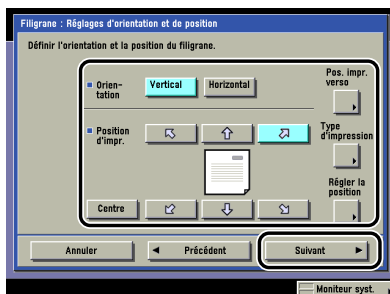 Filigrane : Réglages d'orientation et de position
Définir l'orientation et la position du filigrane.
Orien-
tation
Vertical
Horizontal
Pos. impr.
verso
Position
d'impr.
Type
d'impression
Régler la
position
Centre
Annuler
Précédent
Suivant
Moniteur syst.